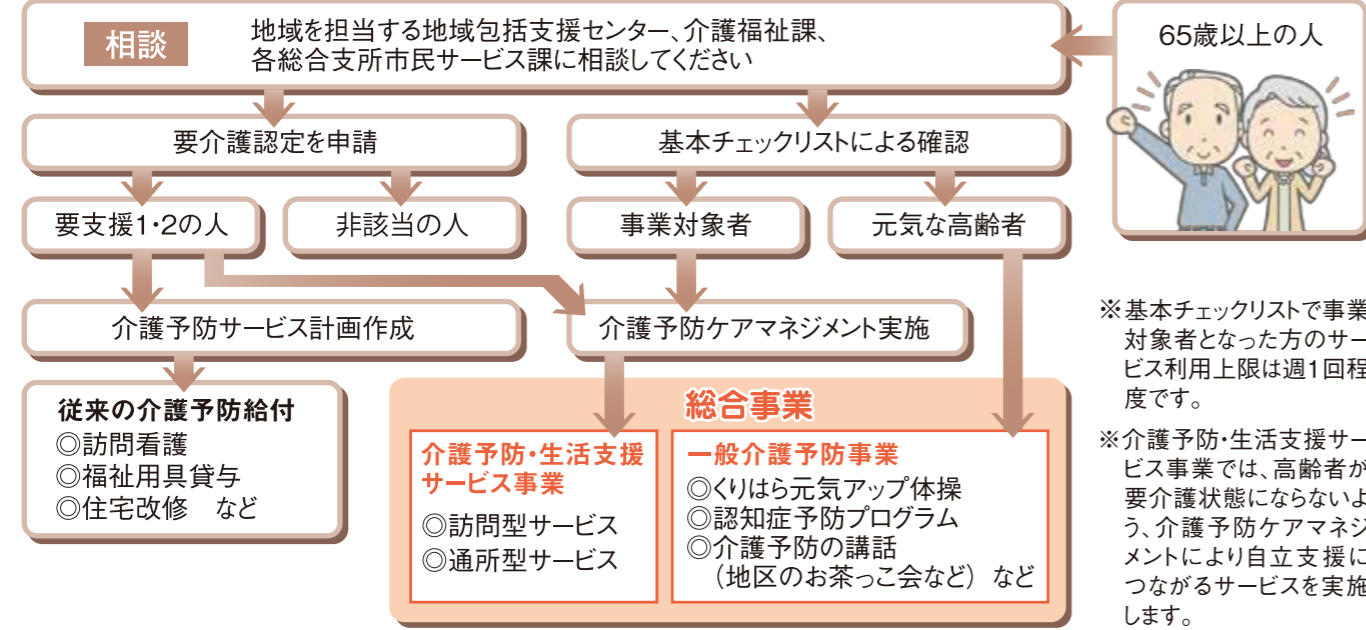 相談
地域を担当する地域包括支援センター、介護福祉課、
各総合支所市民サービス課に相談してください
65歳以上の人
要介護認定を申請
基本チェックリストによる確認
要支援1・2の人
非該当の人
事業対象者
元気な高齢者
介護予防サービス計画作成
介護予防ケアマネジメント実施
従来の介護予防給付
◎訪問看護
◎福祉用具貸与
◎住宅改修　など
総合事業
介護予防・生活支援
サービス事業
◎訪問型サービス
◎通所型サービス
一般介護予防事業
◎くりはら元気アップ体操
◎認知症予防プログラム
◎介護予防の講話
（地区のお茶っこ会など）など
※基本チェックリストで事業
対象者となった方のサー
ビス利用上限は週1回程
度です。
※介護予防・生活支援サー
ビス事業では、高齢者が
要介護状態にならないよ
う、介護予防ケアマネジ
メントにより自立支援に
つながるサービスを実施
します。